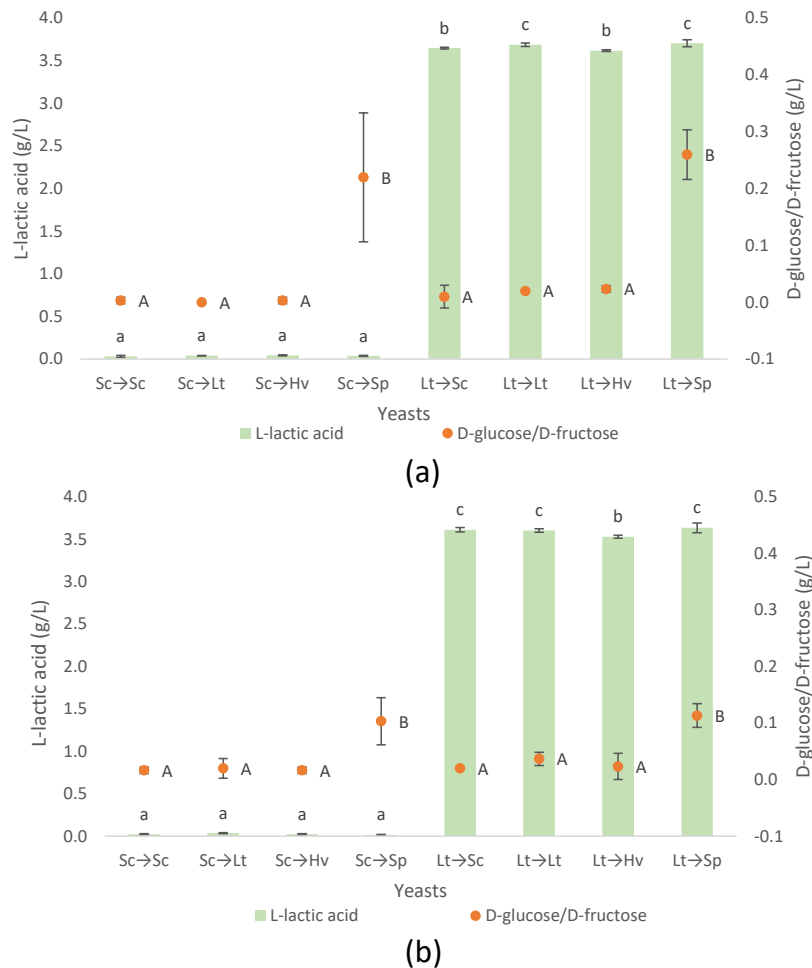 4.0 0.5
3.5 0.4
3.0
2.5 0.3
2.0 0.2
1.5 0.1
1.0
0.5 0.0
0.0 -0.1
L-lactic acid (g/L)
D-glucose/D-frcutose (g/L)
b c b c
B B
A A A A A A
a a a a
Sc→Sc Sc→Lt Sc→Hv Sc→Sp Lt→Sc Lt→Lt Lt→Hv Lt→Sp
Yeasts
L-lactic acid D-glucose/D-fructose
(a)
4.0 0.5
3.5 0.4
3.0
2.5 0.3
2.0 0.2
1.5 0.1
1.0
0.5 0.0
0.0 -0.1
L-lactic acid (g/L)
D-glucose/D-fructose (g/L)
c c b c
B B
A A A A A A
a a a a
Sc→Sc Sc→Lt Sc→Hv Sc→Sp Lt→Sc Lt→Lt Lt→Hv Lt→Sp
Yeasts
L-lactic acid D-glucose/D-fructose
(b)